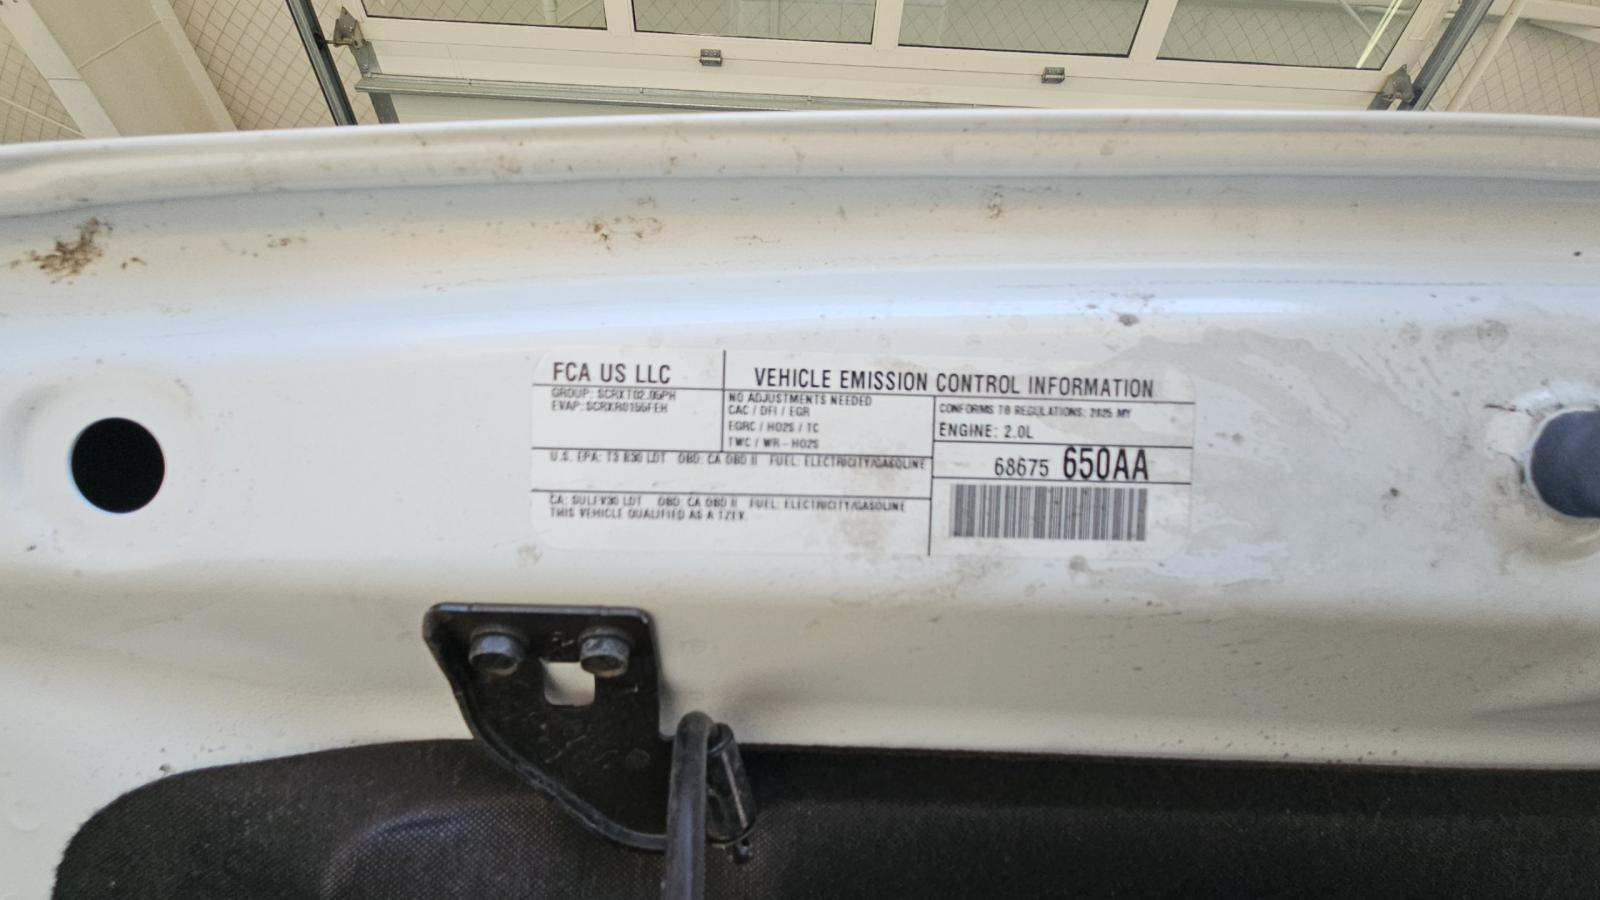 FCA US LLC
VEHICLE EMISSION CONTROL INFORMATION
GROUP: SCRXT02.05PH
EVAP: SCRXR0155FEH
NO ADJUSTMENTS NEEDED
CAC / DFI / EGR
EGRC / HO2S / TC
TWC / WR-HO2S
CONFORMS TO REGULATIONS: 2025 MY
ENGINE: 2.0L
68675 650AA
U.S. EPA: T3 B30 LDT OBD: CA OBD II FUEL: ELECTRICITY/GASOLINE
CA: SULEV30 LDT OBD: CA OBD II FUEL: ELECTRICITY/GASOLINE
THIS VEHICLE QUALIFIED AS A TZEV.